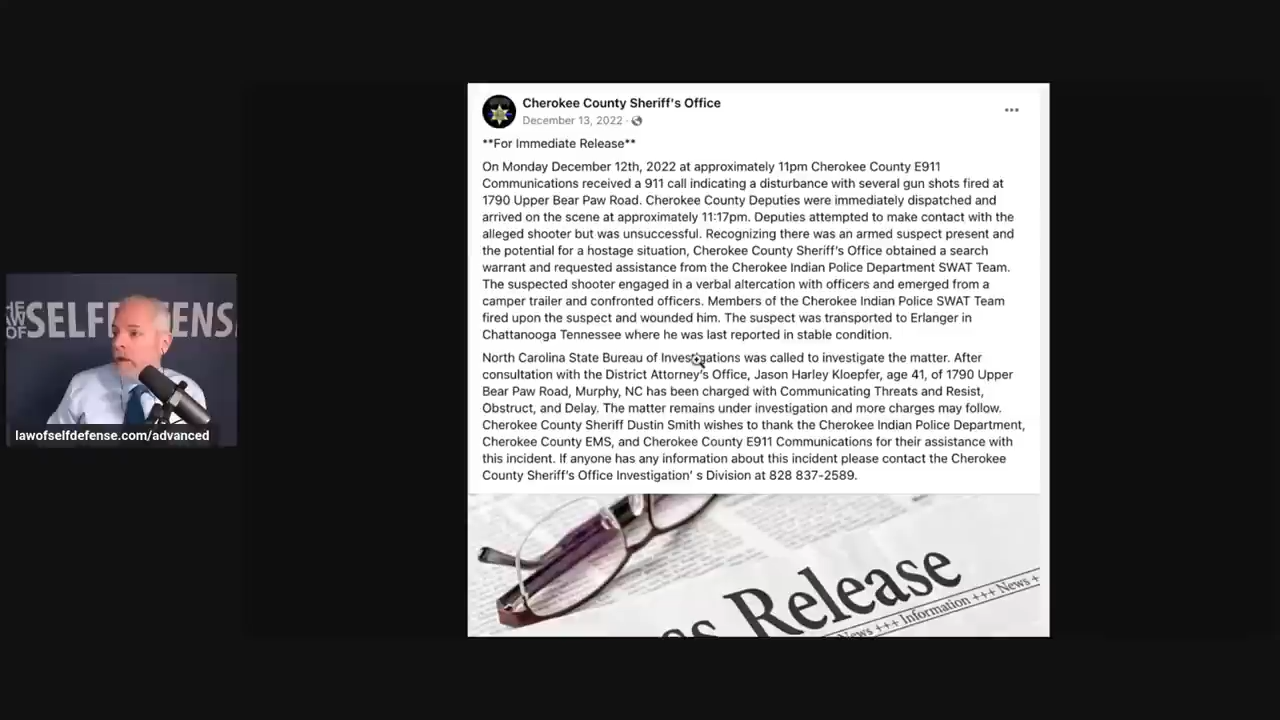 Cherokee County Sheriff's Office
December 13, 2022 ·
**For Immediate Release**
On Monday December 12th, 2022 at approximately 11pm Cherokee County E911
Communications received a 911 call indicating a disturbance with several gun shots fired at
1790 Upper Bear Paw Road. Cherokee County Deputies were immediately dispatched and
arrived on the scene at approximately 11:17pm. Deputies attempted to make contact with the
alleged shooter but was unsuccessful. Recognizing there was an armed suspect present and
the potential for a hostage situation, Cherokee County Sheriff's Office obtained a search
warrant and requested assistance from the Cherokee Indian Police Department SWAT Team.
The suspected shooter engaged in a verbal altercation with officers and emerged from a
camper trailer and confronted officers. Members of the Cherokee Indian Police SWAT Team
fired upon the suspect and wounded him. The suspect was transported to Erlanger in
Chattanooga Tennessee where he was last reported in stable condition.
North Carolina State Bureau of Investigations was called to investigate the matter. After
consultation with the District Attorney's Office, Jason Harley Kloepfer, age 41, of 1790 Upper
Bear Paw Road, Murphy, NC has been charged with Communicating Threats and Resist,
Obstruct, and Delay. The matter remains under investigation and more charges may follow.
Cherokee County Sheriff Dustin Smith wishes to thank the Cherokee Indian Police Department,
Cherokee County EMS, and Cherokee County E911 Communications for their assistance with
this incident. If anyone has any information about this incident please contact the Cherokee
County Sheriff's Office Investigation' s Division at 828 837-2589.
es Release
News +++ Information +++ News +
OF SELF DEFENS
lawofselfdefense.com/advanced